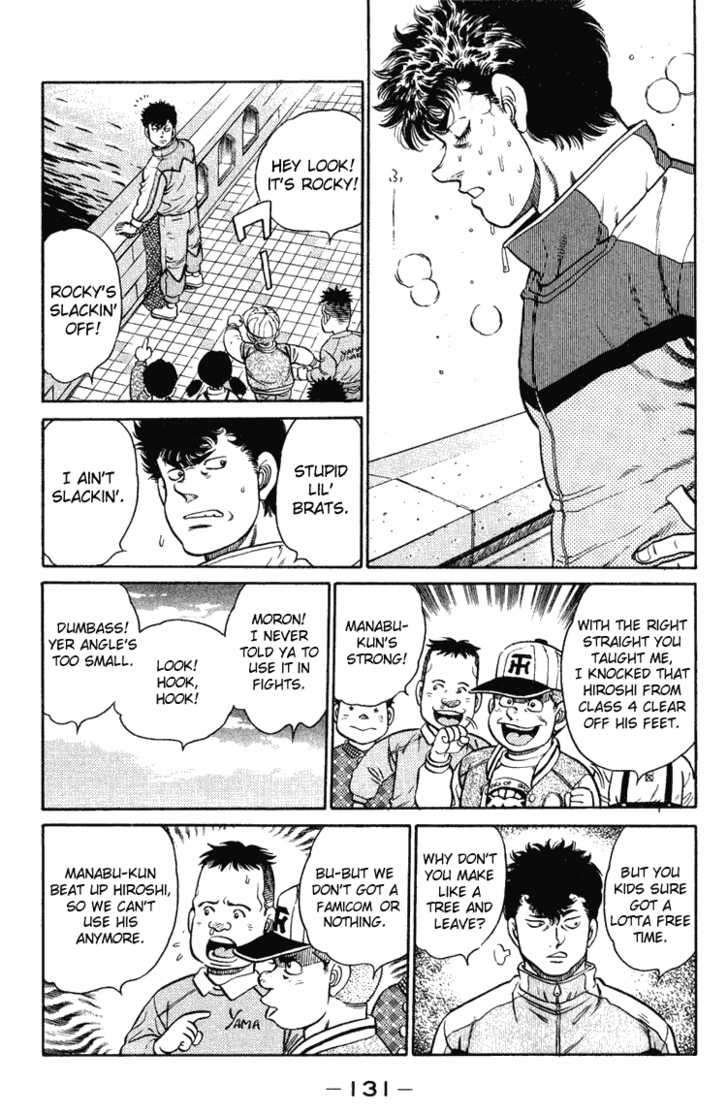 ふ
HEY LOOK!
IT'S ROCKY!
ROCKY'S
SLACKIN'
OFF!
STUPID
LIL'
BRATS.
I AIN'T
SLACKIN'.
WITH THE RIGHT
STRAIGHT YOU
TAUGHT ME,
I KNOCKED THAT
HIROSHI FROM
CLASS 4 CLEAR
OFF HIS FEET.
MANABU-
KUN'S
STRONG!
TH
MORON!
I NEVER
TOLD YA TO
USE IT IN
FIGHTS.
LOOK!
HOOK,
HOOK!
DUMBASS!
YER ANGLE'S
TOO SMALL.
BUT YOU
KIDS SURE
GOT A
LOTTA FREE
TIME.
WHY DON'T
YOU MAKE
LIKE A
TREE AND
LEAVE?
BU-BUT WE
DON'T GOT A
FAMICOM OR
NOTHING.
MANABU-KUN
BEAT UP HIROSHI,
SO WE CAN'T
USE HIS
ANYMORE.
TH
YAMA
-131-